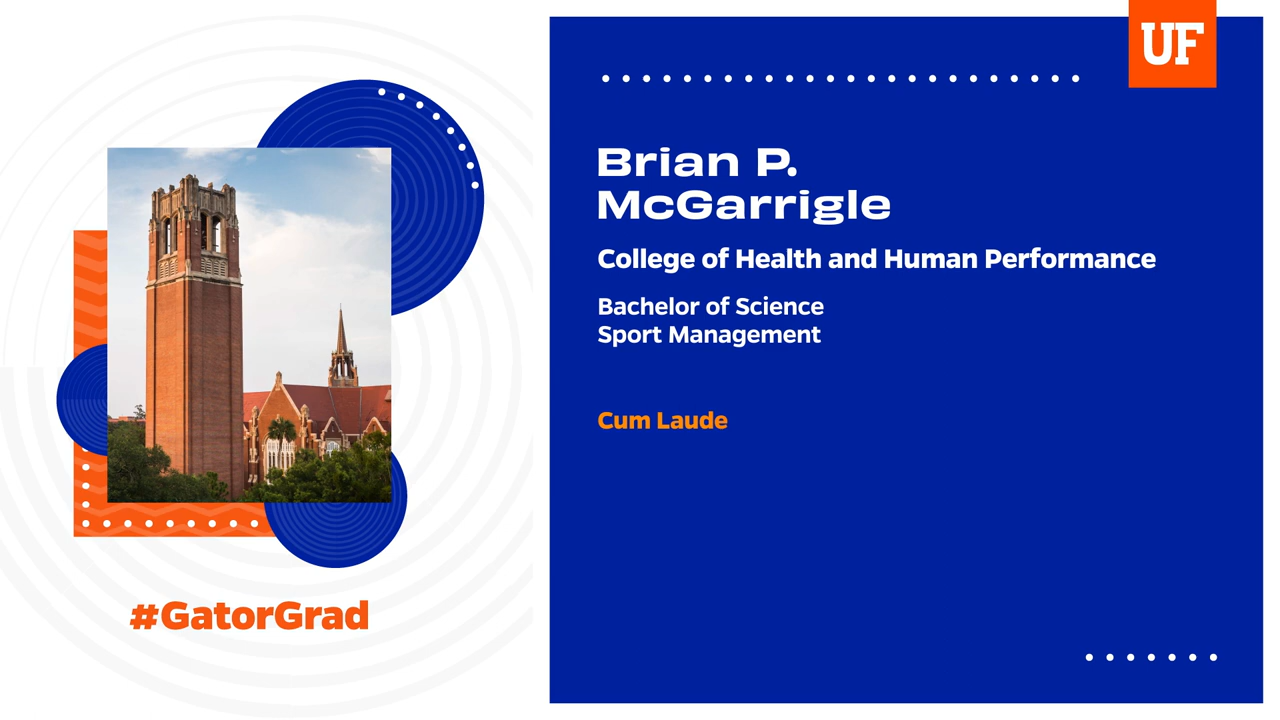 UF
Brian P.
McGarrigle
College of Health and Human Performance
Bachelor of Science
Sport Management
Cum Laude
#GatorGrad